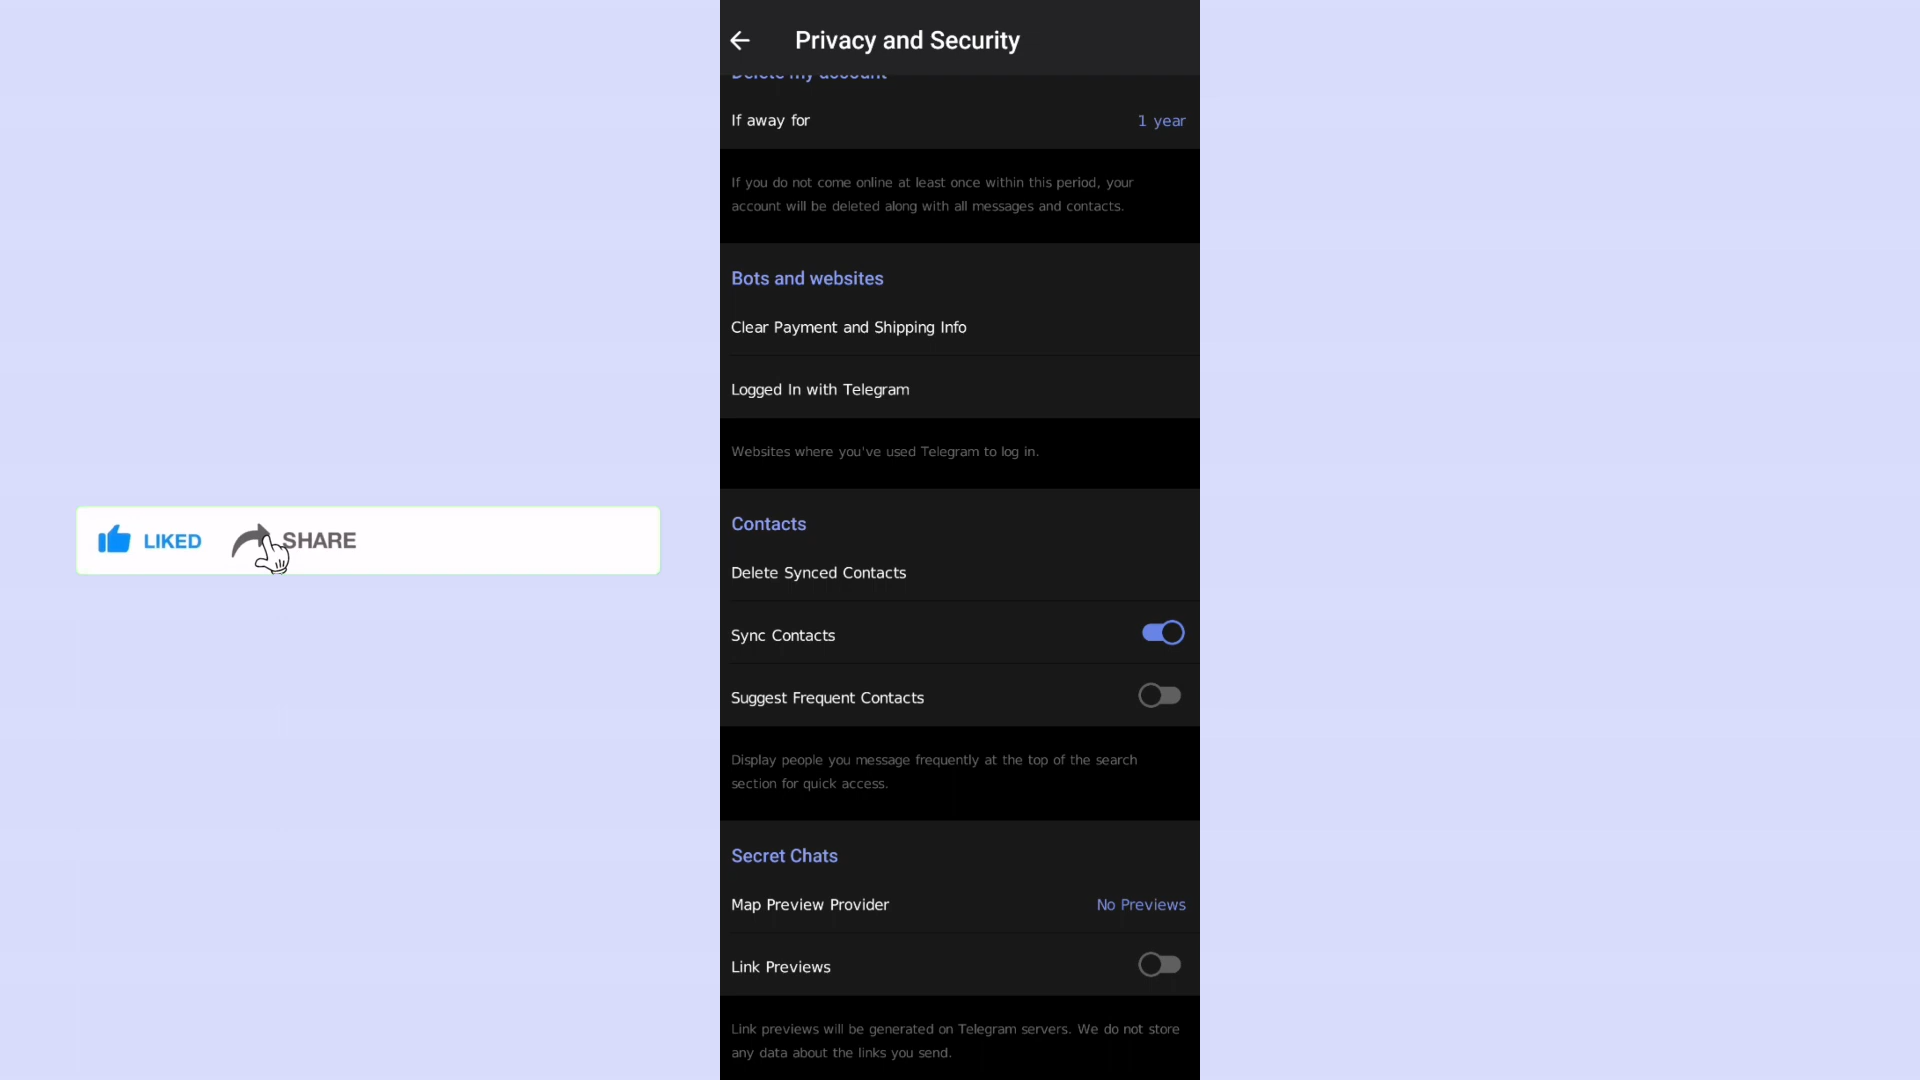 Privacy and Security
Delete my account
If away for
1 year
If you do not come online at least once within this period, your
account will be deleted along with all messages and contacts.
Bots and websites
Clear Payment and Shipping Info
Logged In with Telegram
Websites where you've used Telegram to log in.
Contacts
Delete Synced Contacts
Sync Contacts
Suggest Frequent Contacts
Display people you message frequently at the top of the search
section for quick access.
Secret Chats
Map Preview Provider
No Previews
Link Previews
Link previews will be generated on Telegram servers. We do not store
any data about the links you send.
LIKED
SHARE